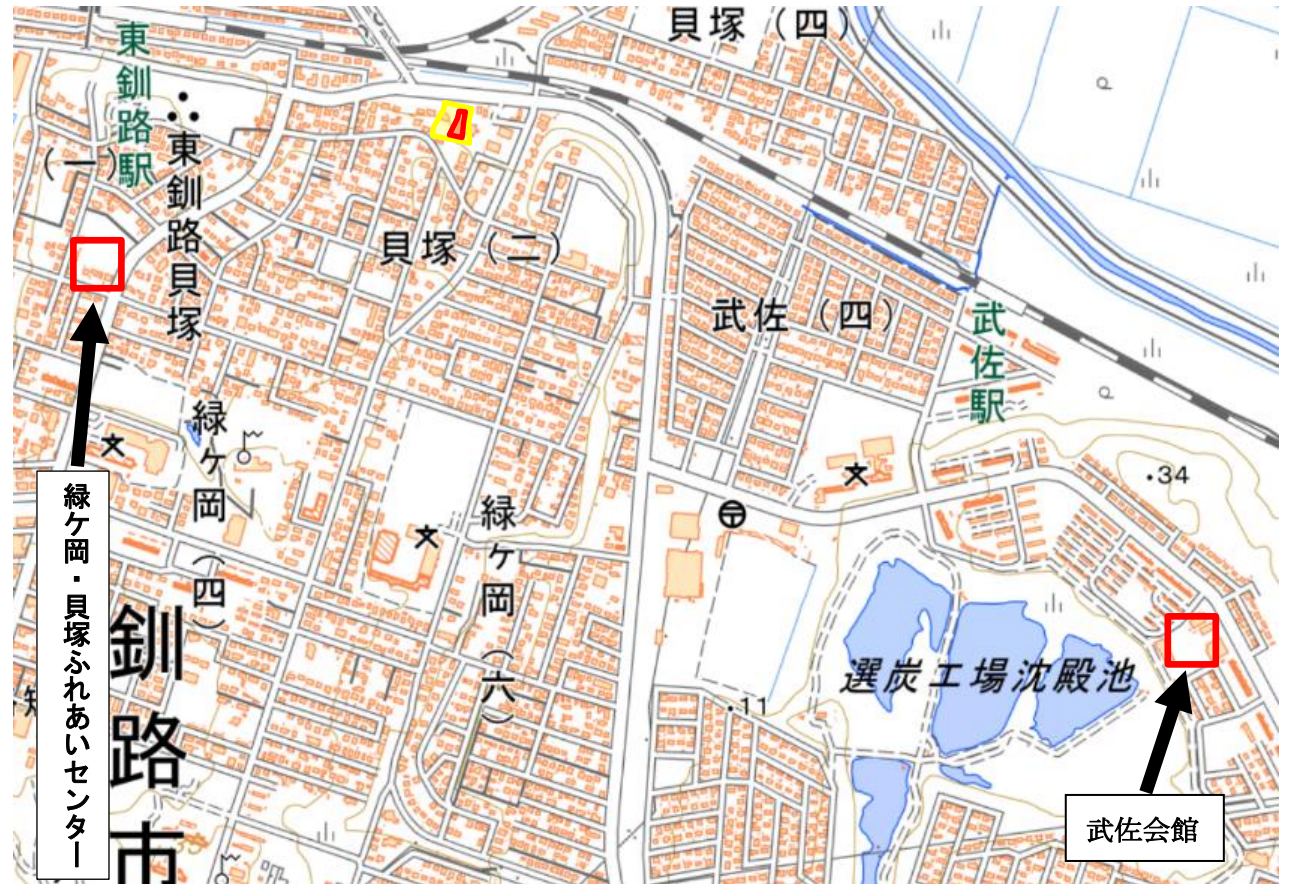 東釧路駅
貝塚（四）
東釧路貝塚
（一）
貝塚（二）
武佐（四）
武佐駅
緑ケ岡（四）
緑ケ岡（六）
・34
選炭工場沈殿池
・11
釧路市
緑ケ岡・貝塚ふれあいセンター
武佐会館